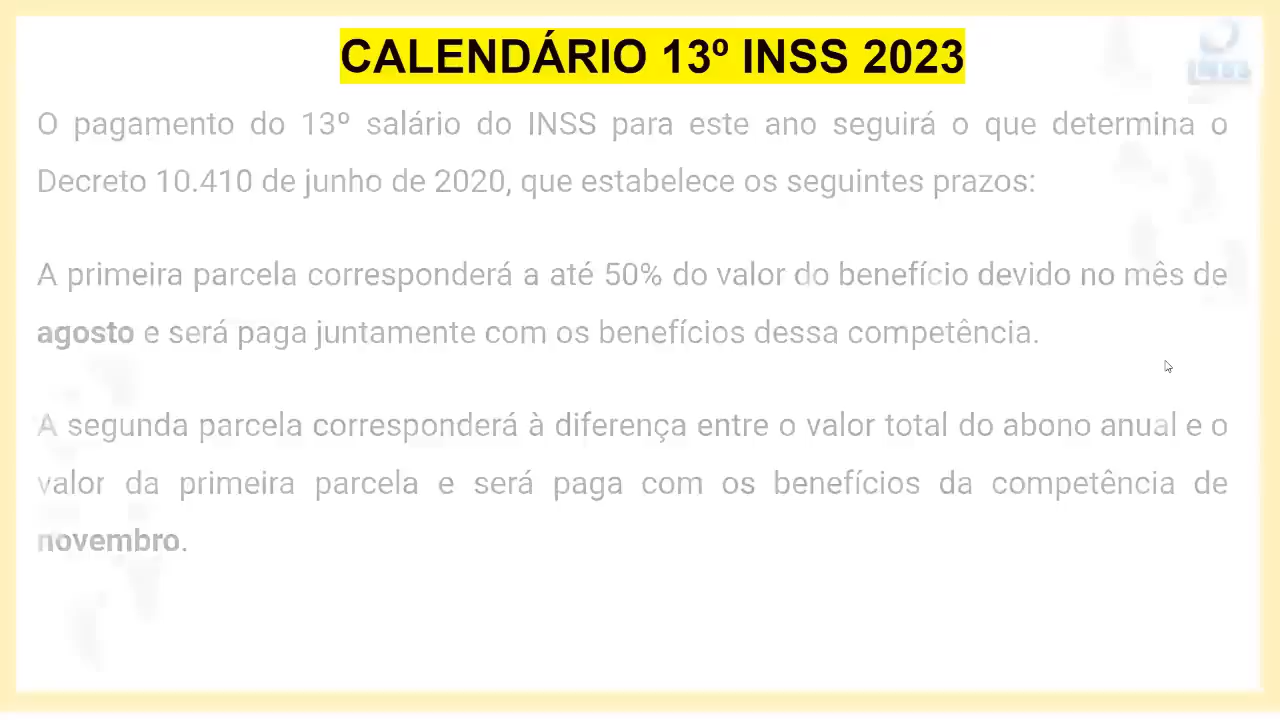 CALENDÁRIO 13º INSS 2023
O pagamento do 13º salário do INSS para este ano seguirá o que determina o
Decreto 10.410 de junho de 2020, que estabelece os seguintes prazos:
A primeira parcela corresponderá a até 50% do valor do benefício devido no mês de
agosto e será paga juntamente com os benefícios dessa competência.
A segunda parcela corresponderá à diferença entre o valor total do abono anual e o
valor da primeira parcela e será paga com os benefícios da competência de
novembro.